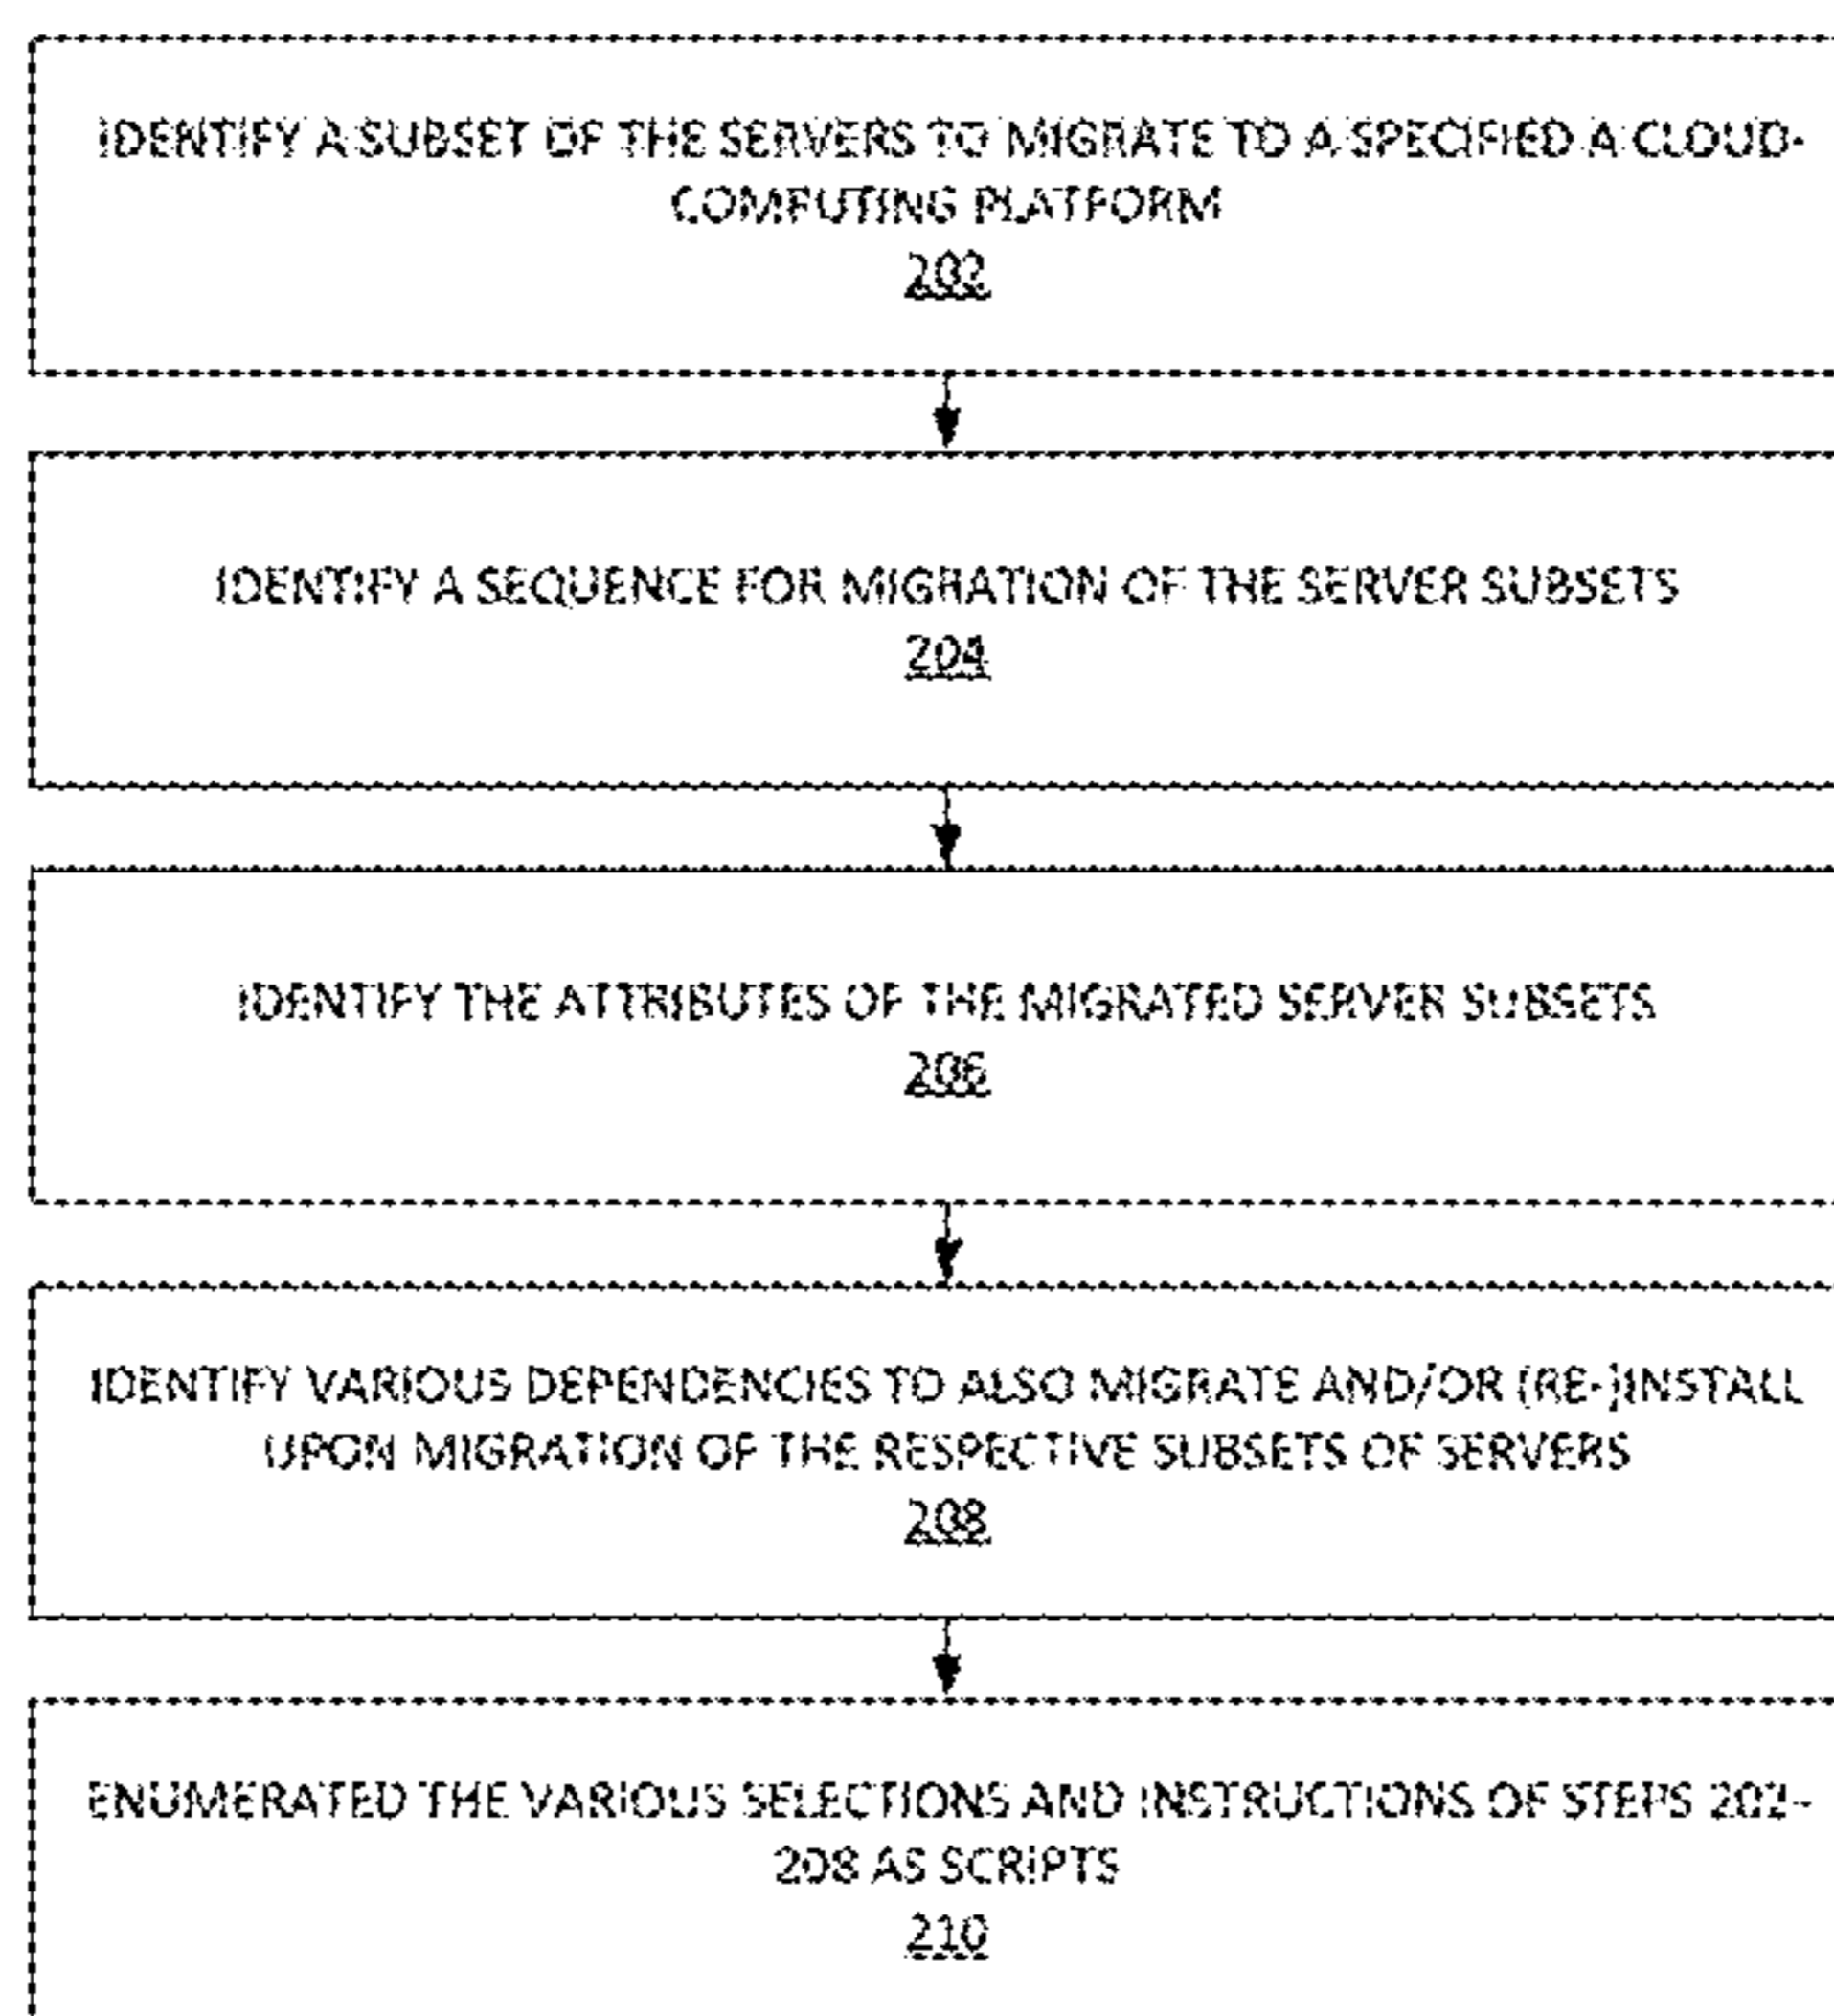 IDENTIFY A SUBSET OF THE SERVERS TO MIGRATE TO A SPECIFIED A CLOUD-
COMPUTING PLATFORM
202
IDENTIFY A SEQUENCE FOR MIGRATION OF THE SERVER SUBSETS
204
IDENTIFY THE ATTRIBUTES OF THE MIGRATED SERVER SUBSETS
206
IDENTIFY VARIOUS DEPENDENCIES TO ALSO MIGRATE AND/OR (RE-)INSTALL
UPON MIGRATION OF THE RESPECTIVE SUBSETS OF SERVERS
208
ENUMERATED THE VARIOUS SELECTIONS AND INSTRUCTIONS OF STEPS 202-
208 AS SCRIPTS
210